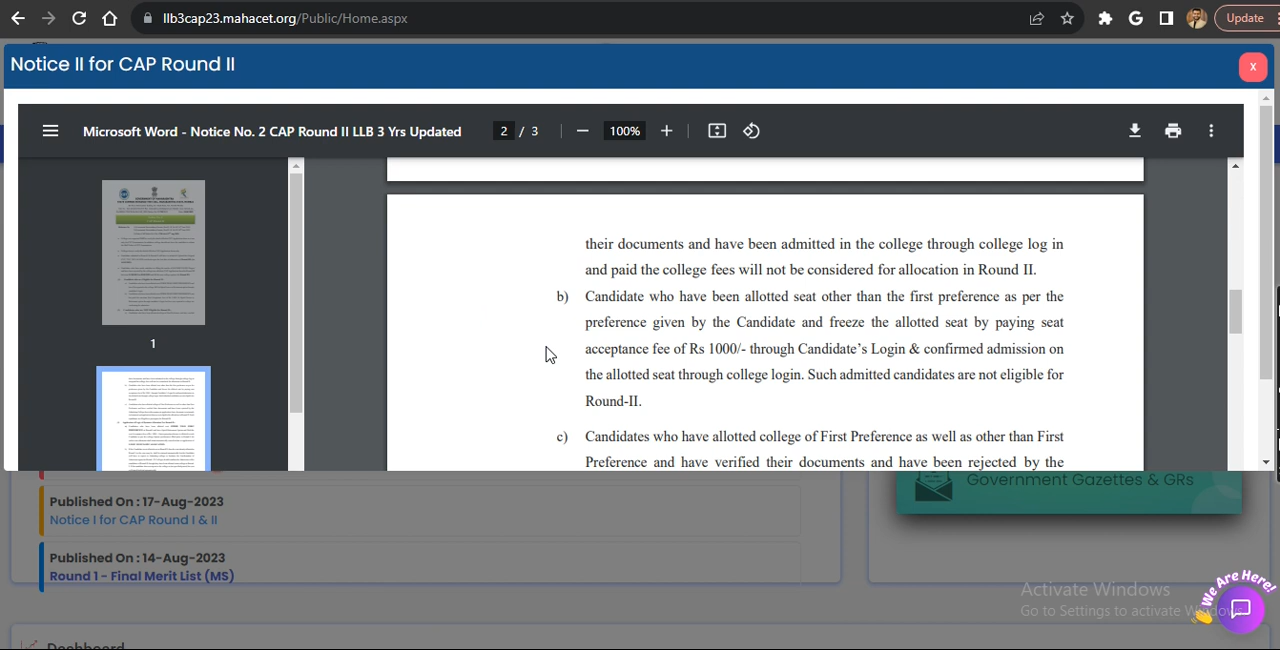 llb3cap23.mahacet.org/Public/Home.aspx
Update
Notice II for CAP Round II
X
Microsoft Word - Notice No. 2 CAP Round II LLB 3 Yrs Updated
2 / 3
100%
1
their documents and have been admitted in the college through college log in
and paid the college fees will not be considered for allocation in Round II.
b) Candidate who have been allotted seat other than the first preference as per the
preference given by the Candidate and freeze the allotted seat by paying seat
acceptance fee of Rs 1000/- through Candidate's Login & confirmed admission on
the allotted seat through college login. Such admitted candidates are not eligible for
Round-II.
c) Candidates who have allotted college of First Preference as well as other than First
Preference and have verified their documents and have been rejected by the
Published On : 17-Aug-2023
Notice I for CAP Round I & II
Published On : 14-Aug-2023
Round 1 - Final Merit List (MS)
Government Gazettes & GRs
Activate Windows
Go to Settings to activate Windows.
We Are Here!
Dashboard